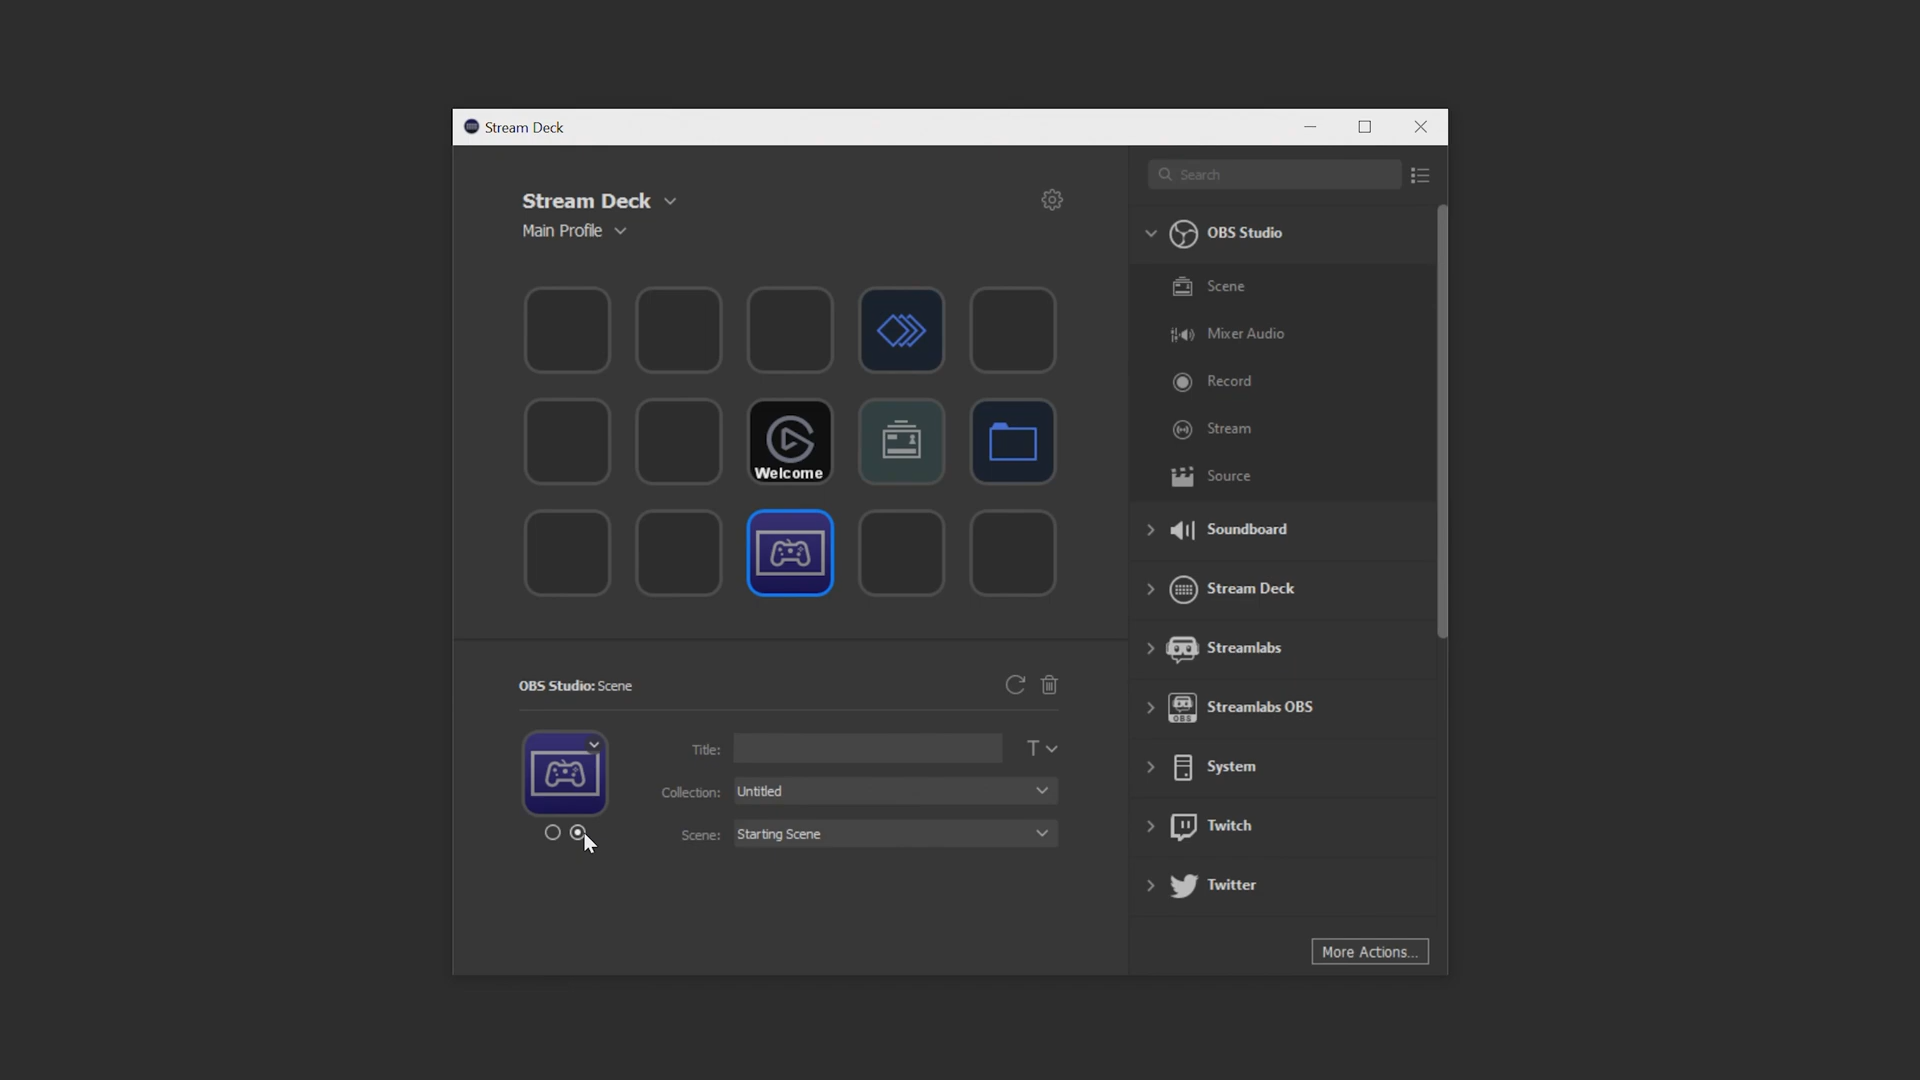 Stream Deck
Search
Stream Deck
Main Profile
OBS Studio
Scene
Mixer Audio
Record
Welcome
Stream
Source
Soundboard
Stream Deck
Streamlabs
OBS Studio: Scene
OBS
Streamlabs OBS
Title:
T
System
Collection:
Untitled
Scene:
Starting Scene
Twitch
Twitter
More Actions...